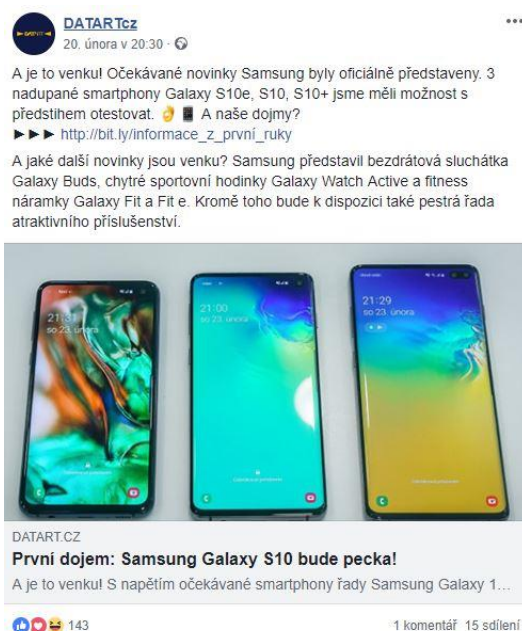 DATARTcz
20. února v 20:30 ·
A je to venku! Očekávané novinky Samsung byly oficiálně představeny. 3
nadupané smartphony Galaxy S10e, S10, S10+ jsme měli možnost s
předstihem otestovat. 👌 📱 A naše dojmy?
►►► http://bit.ly/informace_z_první_ruky
A jaké další novinky jsou venku? Samsung představil bezdrátová sluchátka
Galaxy Buds, chytré sportovní hodinky Galaxy Watch Active a fitness
náramky Galaxy Fit a Fit e. Kromě toho bude k dispozici také pestrá řada
atraktivního příslušenství.
21:31
so 23. února
21:00
so 23. února
21:29
so 23. února
DATART.CZ
První dojem: Samsung Galaxy S10 bude pecka!
A je to venku! S napětím očekávané smartphony řady Samsung Galaxy 1...
143
1 komentář 15 sdílení